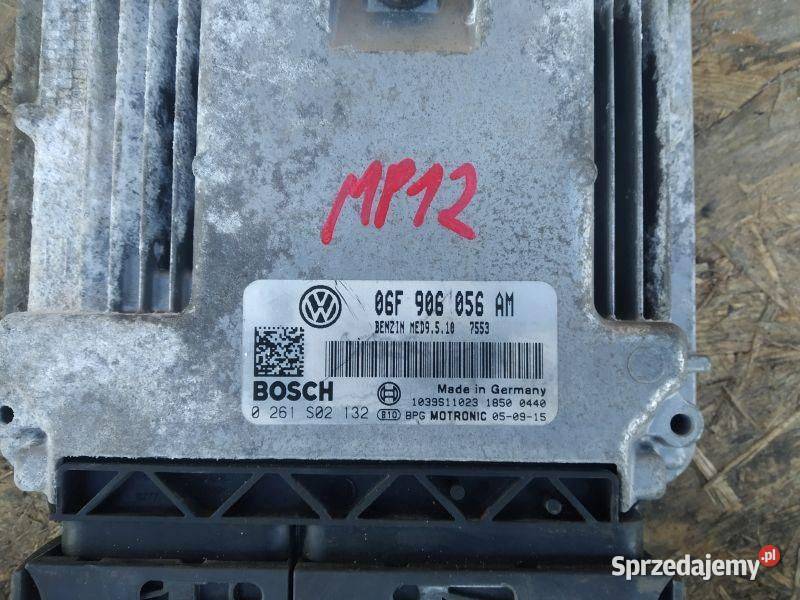 MP12
06F 906 056 AM
BENZIN MED9.5.10 7553
BOSCH
Made in Germany
1039S11023 1850 0440
0 261 S02 132 B10 BPG MOTRONIC 05-09-15
Sprzedajemy.pl